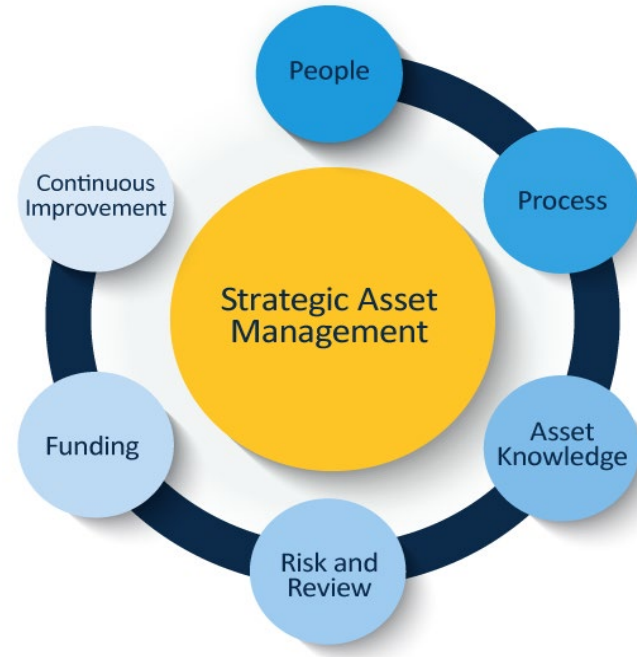 People
Process
Asset
Knowledge
Risk and
Review
Funding
Continuous
Improvement
Strategic Asset
Management